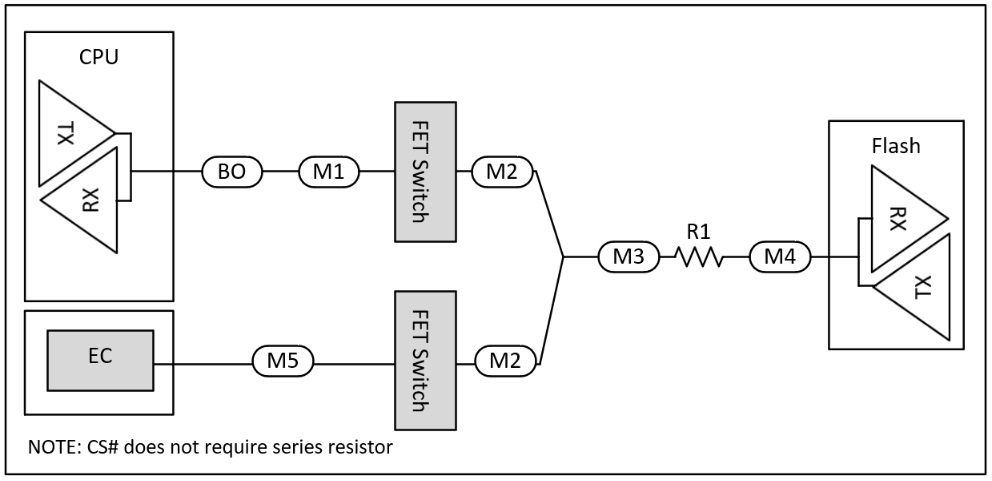 CPU
TX
RX
BO
M1
FET Switch
M2
M3
R1
M4
Flash
RX
TX
EC
M5
FET Switch
M2
NOTE: CS# does not require series resistor